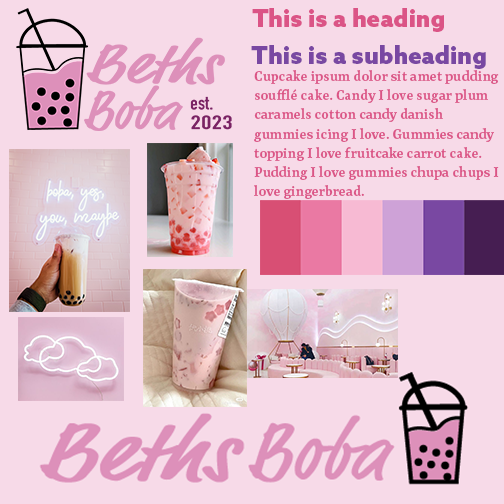 Beths
Boba
est.
2023
This is a heading
This is a subheading
Cupcake ipsum dolor sit amet pudding
soufflé cake. Candy I love sugar plum
caramels cotton candy danish
gummies icing I love. Gummies candy
topping I love fruitcake carrot cake.
Pudding I love gummies chupa chups I
love gingerbread.
boba, yes,
you, maybe
Beths Boba